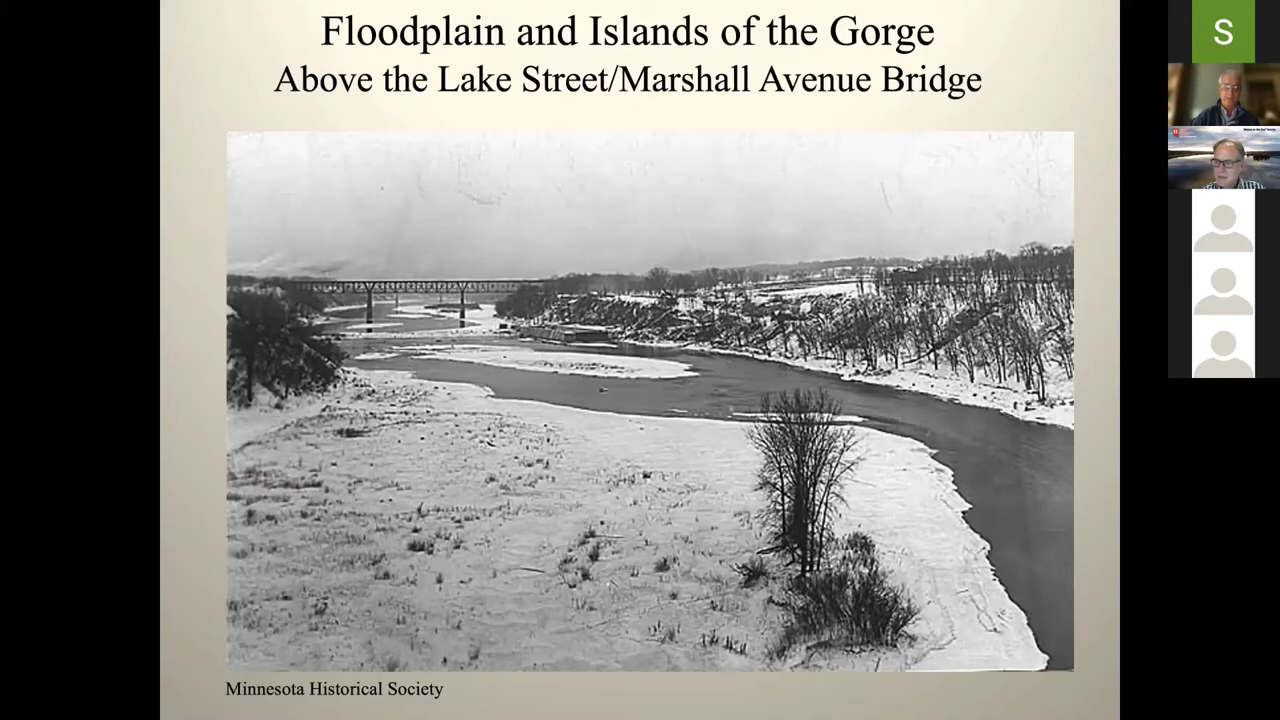 Floodplain and Islands of the Gorge
Above the Lake Street/Marshall Avenue Bridge
S
Minnesota Historical Society